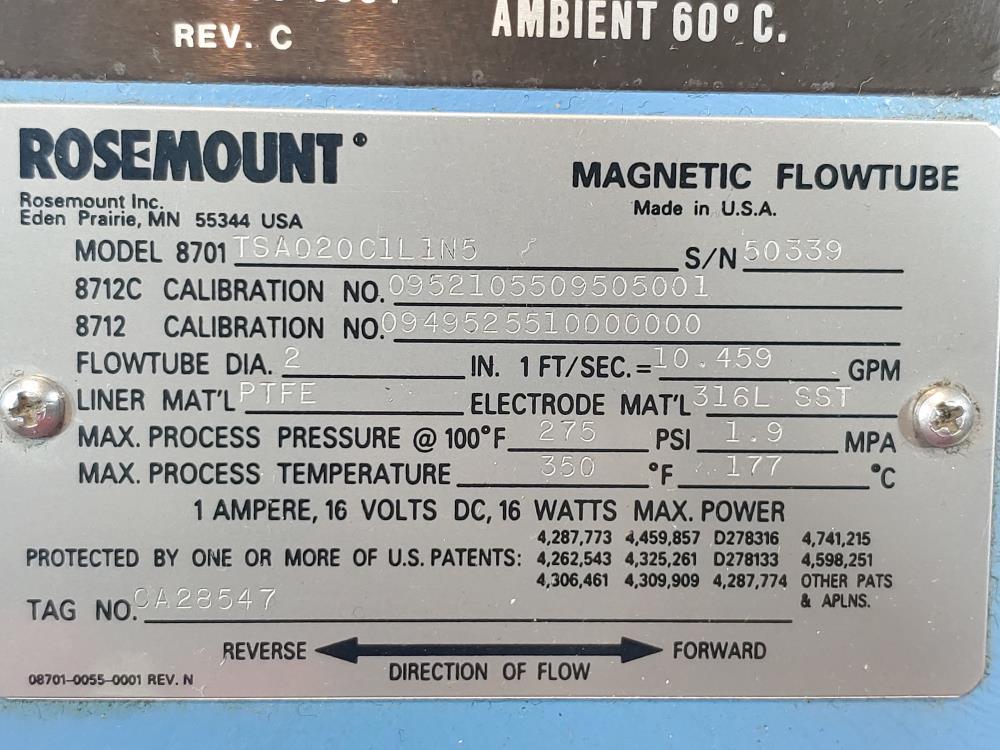 REV. C
AMBIENT 60º C.
ROSEMOUNT®
MAGNETIC FLOWTUBE
Rosemount Inc.
Eden Prairie, MN 55344 USA
Made in U.S.A.
MODEL 8701 TSA020C1L1N5 S/N 50339
8712C CALIBRATION NO. 0952105509505001
8712 CALIBRATION NO. 0949525510000000
FLOWTUBE DIA. 2 IN. 1 FT/SEC.= 10.459 GPM
LINER MAT'L PTFE ELECTRODE MAT'L 316L SST
MAX. PROCESS PRESSURE @ 100°F 275 PSI 1.9 MPA
MAX. PROCESS TEMPERATURE 350 °F 177 °C
1 AMPERE, 16 VOLTS DC, 16 WATTS MAX. POWER
4,287,773 4,459,857 D278316 4,741,215
PROTECTED BY ONE OR MORE OF U.S. PATENTS: 4,262,543 4,325,261 D278133 4,598,251
4,306,461 4,309,909 4,287,774 OTHER PATS
& APLNS.
TAG NO. CA28547
REVERSE FORWARD
DIRECTION OF FLOW
08701-0055-0001 REV. N